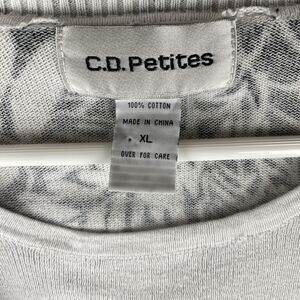 C.D. Petites
100% COTTON
MADE IN CHINA
XL
OVER FOR CARE